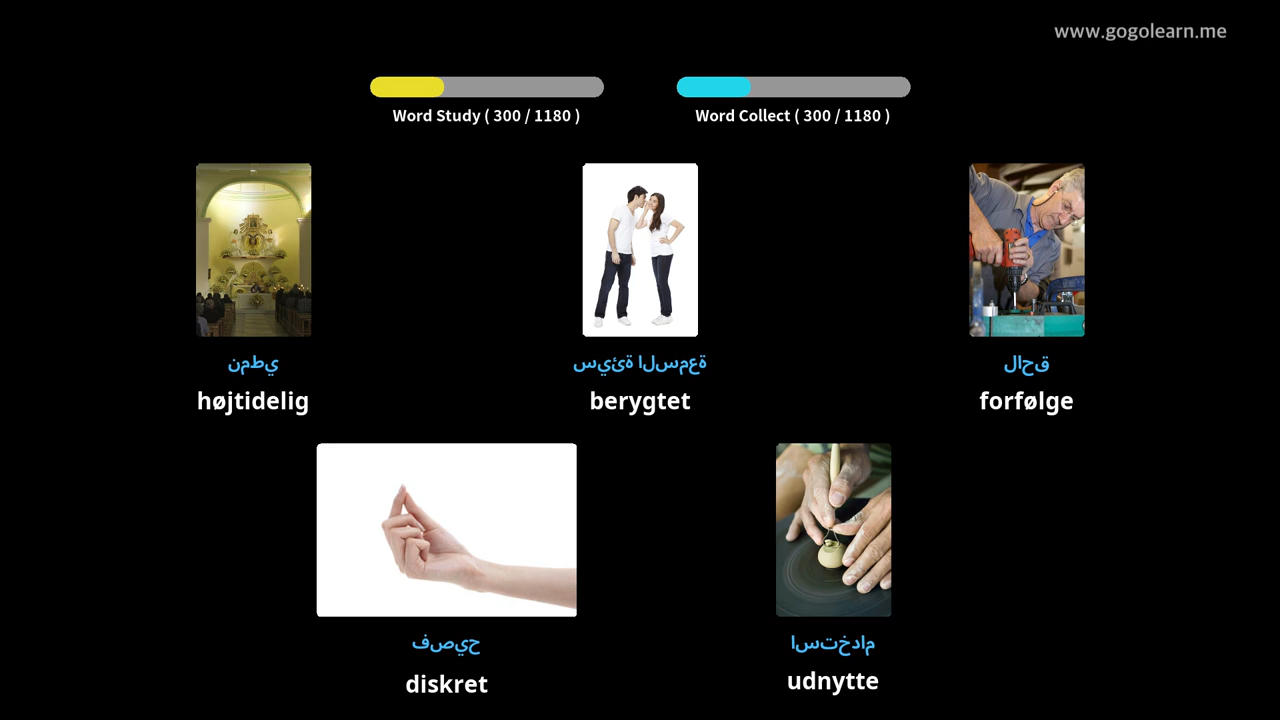 www.gogolearn.me
Word Study ( 300 / 1180 )
Word Collect ( 300 / 1180 )
نمطي
højtidelig
سيئة السمعة
berygtet
لاحق
forfølge
فصيح
diskret
استخدام
udnytte